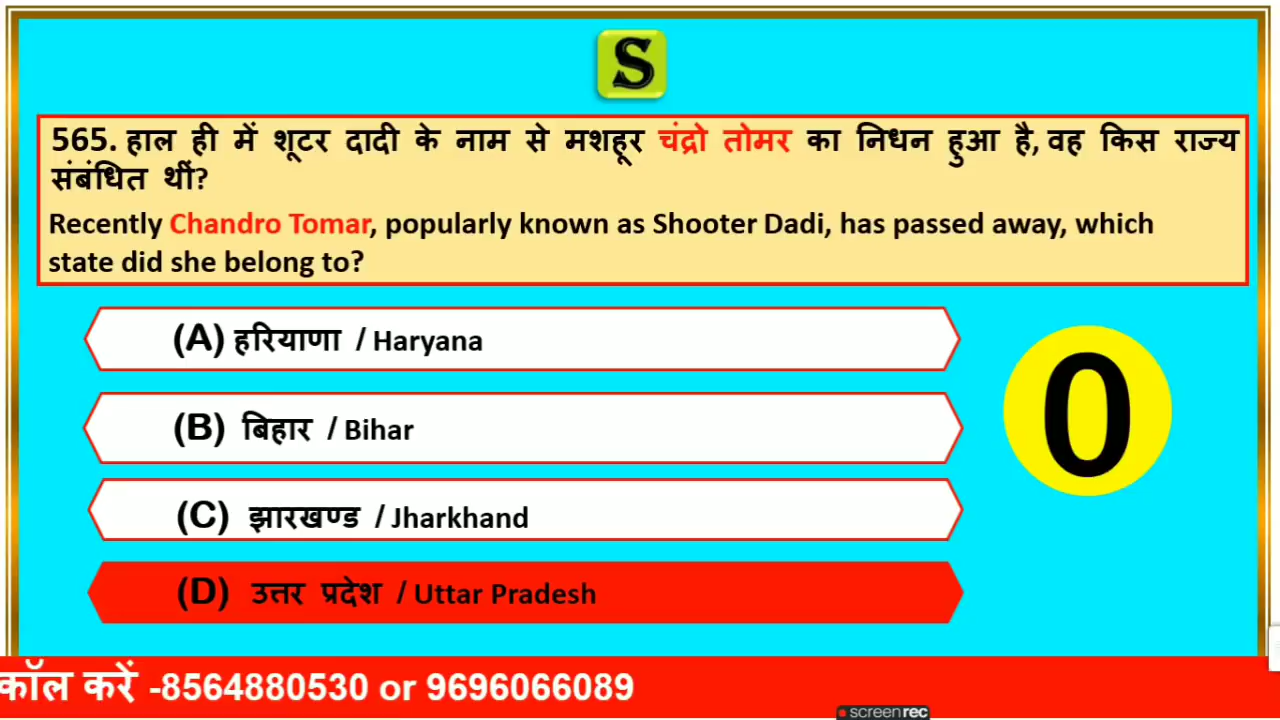 S
565. हाल ही में शूटर दादी के नाम से मशहूर चंद्रो तोमर का निधन हुआ है, वह किस राज्य
संबंधित थीं?
Recently Chandro Tomar, popularly known as Shooter Dadi, has passed away, which
state did she belong to?
(A) हरियाणा / Haryana
(B) बिहार / Bihar
(C) झारखण्ड / Jharkhand
(D) उत्तर प्रदेश / Uttar Pradesh
0
कॉल करें -8564880530 or 9696066089
screenrec